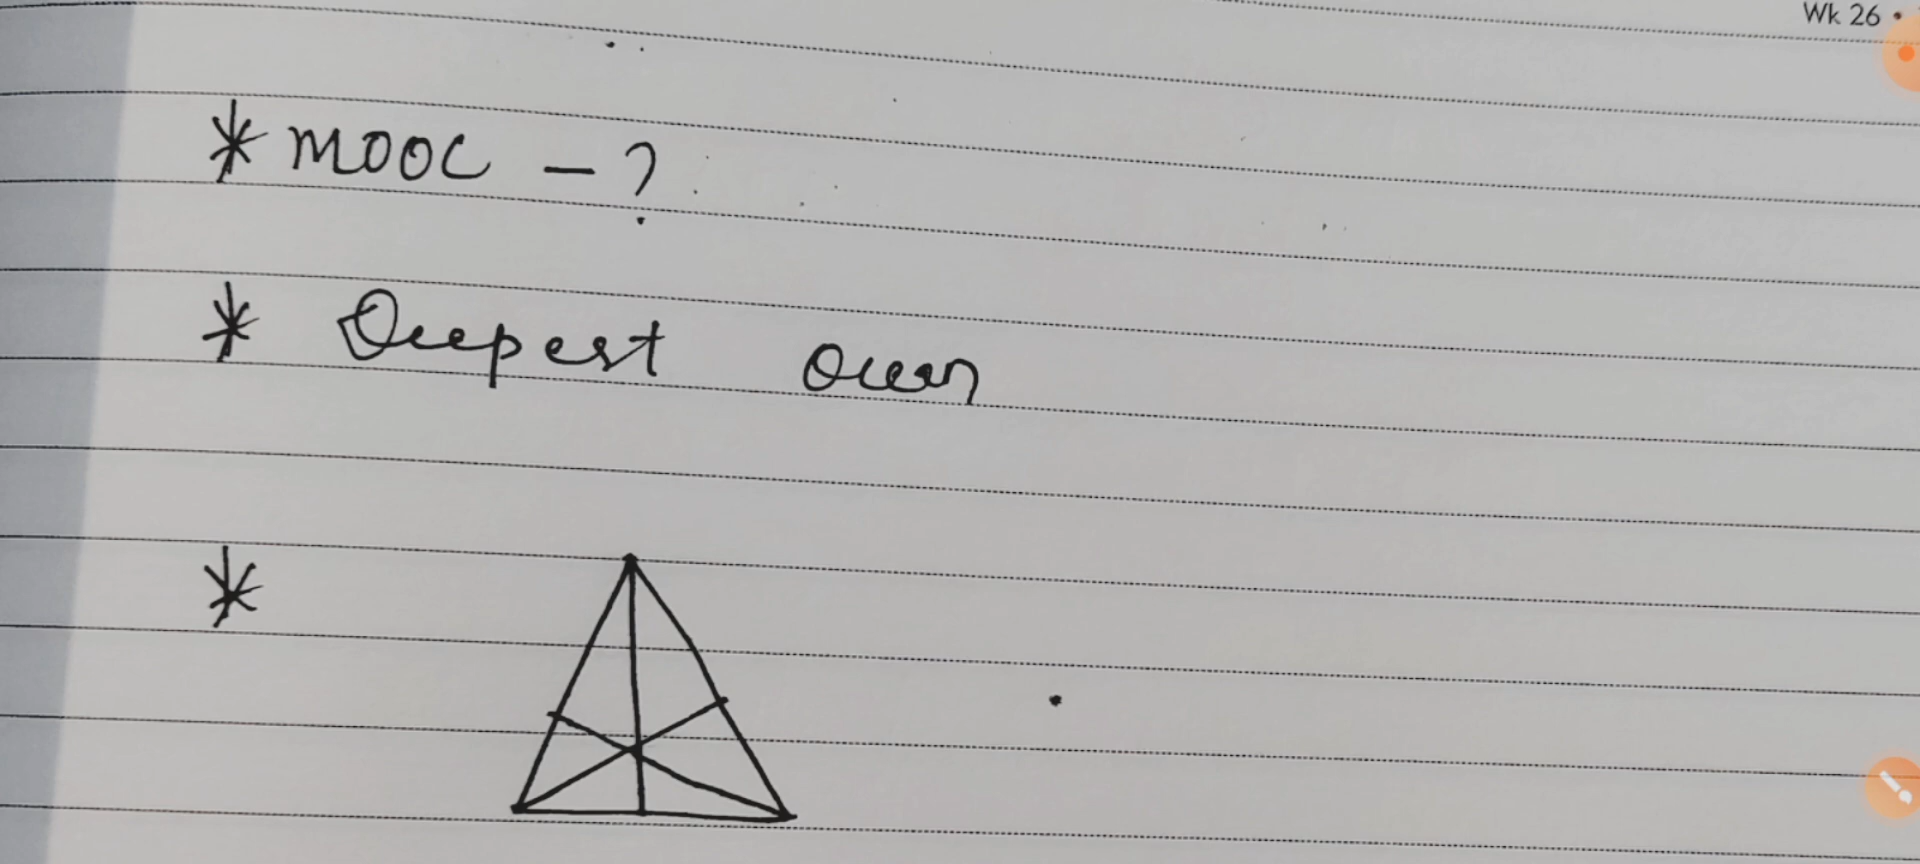 Wk 26 •
* MOOC - ?
* Deepest Ocean
*